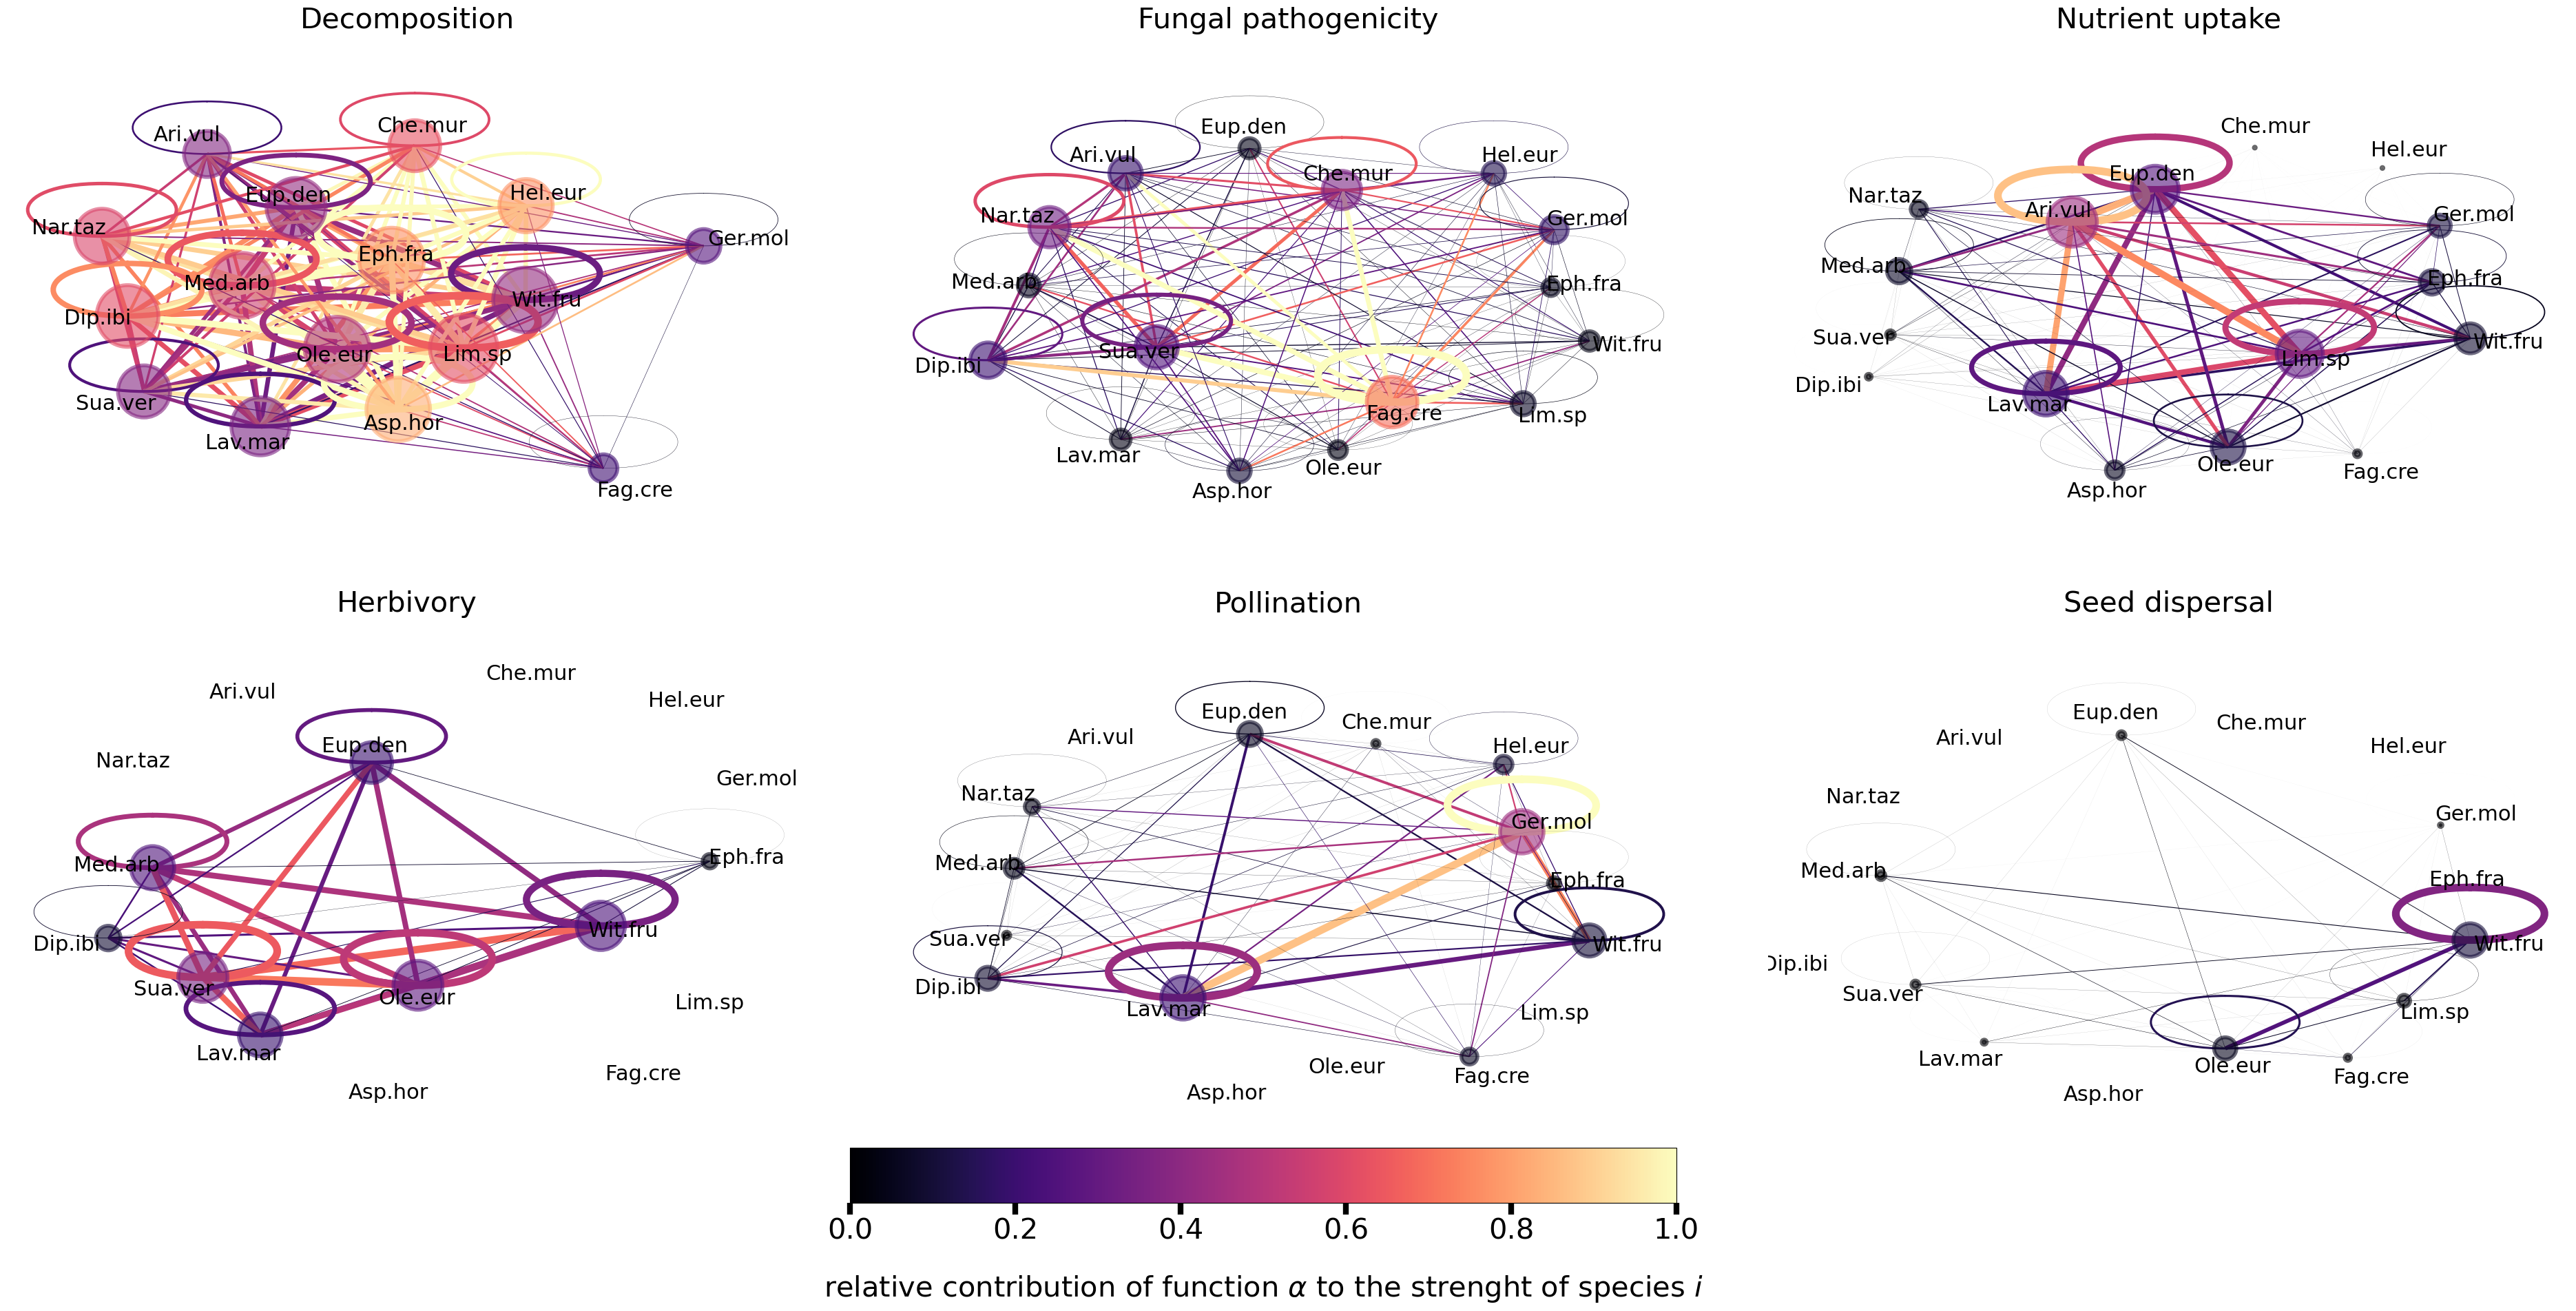 Decomposition
Fungal pathogenicity
Nutrient uptake
Ari.vul
Che.mur
Eup.den
Hel.eur
Nar.taz
Ger.mol
Eph.fra
Med.arb
Wit.fru
Dip.ibi
Ole.eur
Lim.sp
Sua.ver
Asp.hor
Lav.mar
Fag.cre
Eup.den
Ari.vul
Hel.eur
Che.mur
Nar.taz
Ger.mol
Med.arb
Eph.fra
Wit.fru
Sua.ver
Dip.ibi
Fag.cre
Lim.sp
Lav.mar
Ole.eur
Asp.hor
Che.mur
Hel.eur
Eup.den
Nar.taz
Ari.vul
Ger.mol
Med.arb
Eph.fra
Sua.ver
Wit.fru
Lim.sp
Dip.ibi
Lav.mar
Ole.eur
Fag.cre
Asp.hor
Herbivory
Pollination
Seed dispersal
Che.mur
Ari.vul
Hel.eur
Eup.den
Nar.taz
Ger.mol
Med.arb
Eph.fra
Wit.fru
Dip.ibi
Sua.ver
Ole.eur
Lim.sp
Lav.mar
Fag.cre
Asp.hor
Eup.den
Che.mur
Ari.vul
Hel.eur
Nar.taz
Ger.mol
Med.arb
Eph.fra
Sua.ver
Wit.fru
Dip.ibi
Lav.mar
Lim.sp
Ole.eur
Fag.cre
Asp.hor
Eup.den
Che.mur
Ari.vul
Hel.eur
Nar.taz
Ger.mol
Med.arb
Eph.fra
Wit.fru
Dip.ibi
Sua.ver
Lim.sp
Lav.mar
Ole.eur
Fag.cre
Asp.hor
0.0 0.2 0.4 0.6 0.8 1.0
relative contribution of function α to the strenght of species i